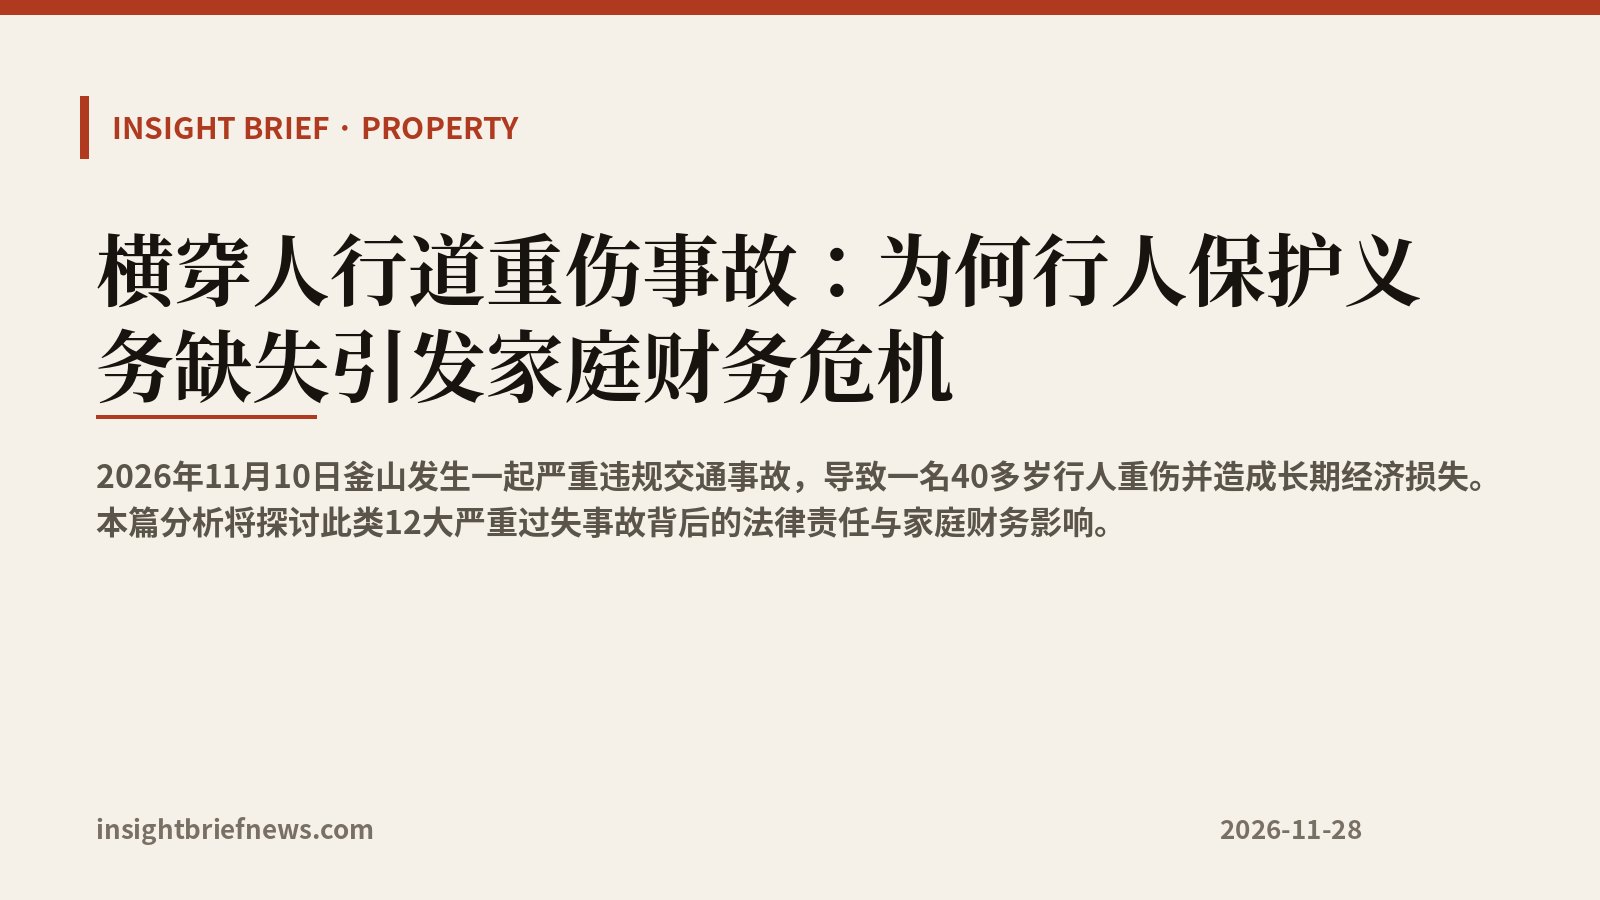 INSIGHT BRIEF · PROPERTY
横穿人行道重伤事故：为何行人保护义
务缺失引发家庭财务危机
2026年11月10日釜山发生一起严重违规交通事故，导致一名40多岁行人重伤并造成长期经济损失。
本篇分析将探讨此类12大严重过失事故背后的法律责任与家庭财务影响。
insightbriefnews.com
2026-11-28